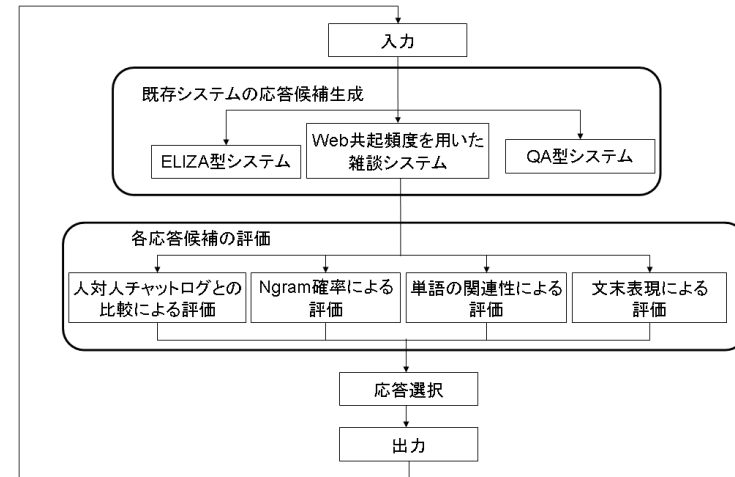 入力
既存システムの応答候補生成
ELIZA型システム
Web共起頻度を用いた
雑談システム
QA型システム
各応答候補の評価
人対人チャットログとの
比較による評価
Ngram確率による
評価
単語の関連性による
評価
文末表現による
評価
応答選択
出力